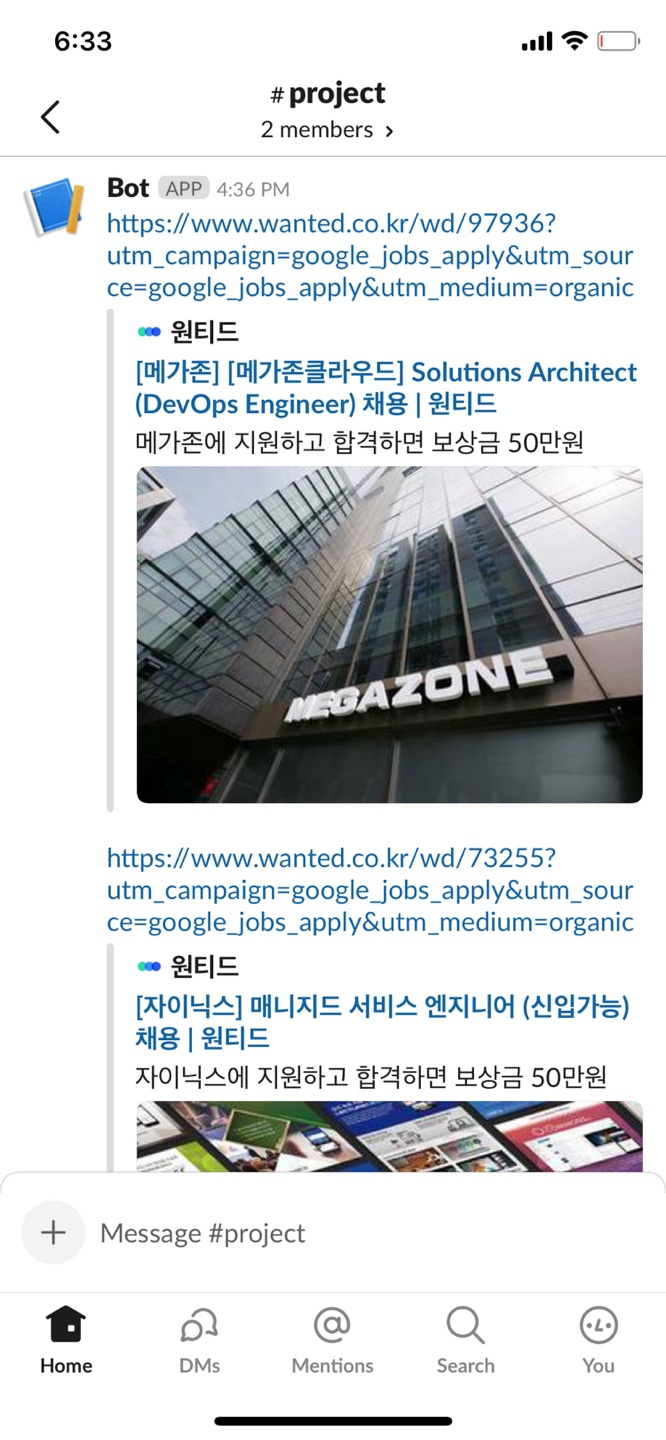 6:33
# project
2 members >
Bot APP 4:36 PM
https://www.wanted.co.kr/wd/97936?
utm_campaign=google_jobs_apply&utm_sour
ce=google_jobs_apply&utm_medium=organic
원티드
[메가존] [메가존클라우드] Solutions Architect
(DevOps Engineer) 채용 | 원티드
메가존에 지원하고 합격하면 보상금 50만원
MEGAZONE
https://www.wanted.co.kr/wd/73255?
utm_campaign=google_jobs_apply&utm_sour
ce=google_jobs_apply&utm_medium=organic
원티드
[자이닉스] 매니지드 서비스 엔지니어 (신입가능)
채용 | 원티드
자이닉스에 지원하고 합격하면 보상금 50만원
Message #project
Home DMs Mentions Search You